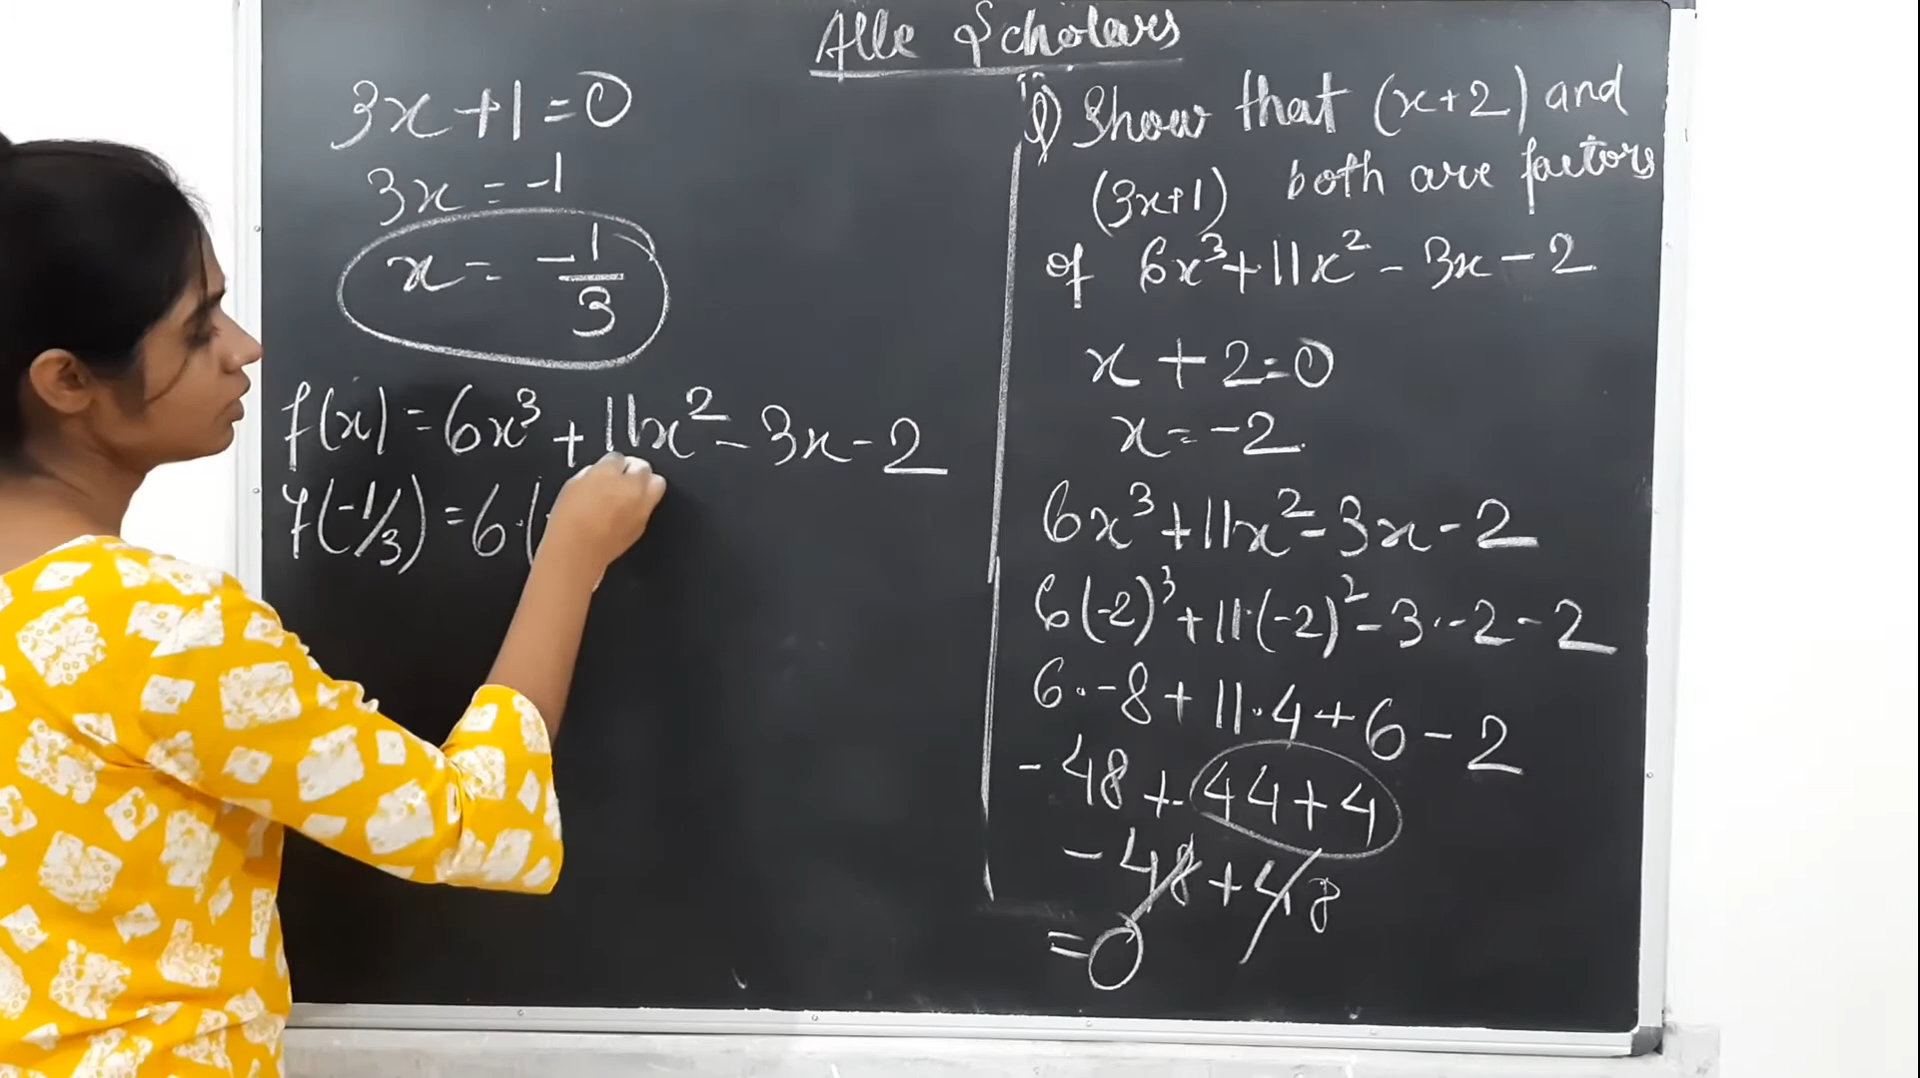 Alle Scholars
3x+1=0
3x = -1
x = -1/3
f(x) = 6x³ + 11x² - 3x - 2
f(-1/3) = 6·(
ii) Show that (x+2) and
(3x+1) both are factors
of 6x³+11x² - 3x - 2
x + 2=0
x = -2
6x³+11x²-3x-2
6(-2)³+11·(-2)²-3·-2-2
6·-8+11·4+6-2
-48+44+4
-48+48
=0